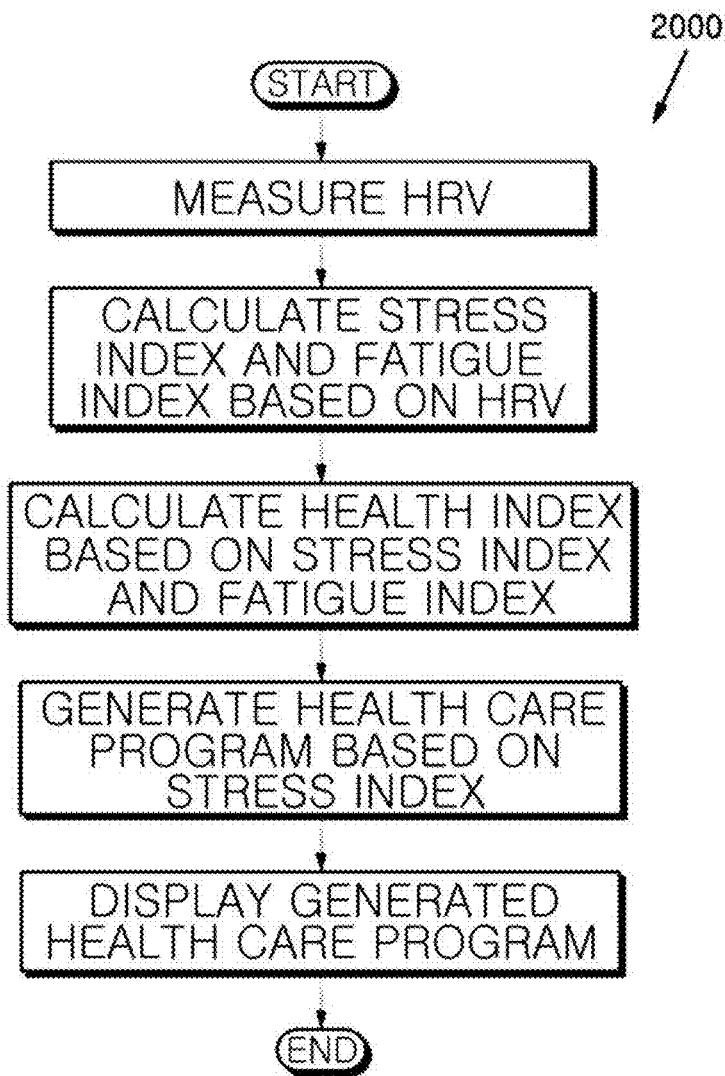 2000
START
MEASURE HRV
CALCULATE STRESS
INDEX AND FATIGUE
INDEX BASED ON HRV
CALCULATE HEALTH INDEX
BASED ON STRESS INDEX
AND FATIGUE INDEX
GENERATE HEALTH CARE
PROGRAM BASED ON
STRESS INDEX
DISPLAY GENERATED
HEALTH CARE PROGRAM
END